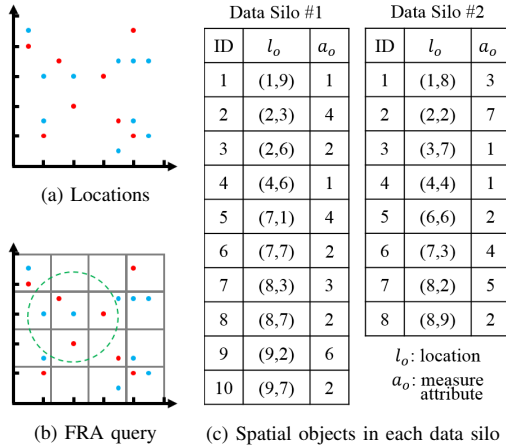 Data Silo #1
ID l_o a_o
1 (1,9) 1
2 (2,3) 4
3 (2,6) 2
4 (4,6) 1
5 (7,1) 4
6 (7,7) 2
7 (8,3) 3
8 (8,7) 2
9 (9,2) 6
10 (9,7) 2
Data Silo #2
ID l_o a_o
1 (1,8) 3
2 (2,2) 7
3 (3,7) 1
4 (4,4) 1
5 (6,6) 2
6 (7,3) 4
7 (8,2) 5
8 (8,9) 2
l_o: location
a_o: measure
attribute
(a) Locations
(b) FRA query
(c) Spatial objects in each data silo